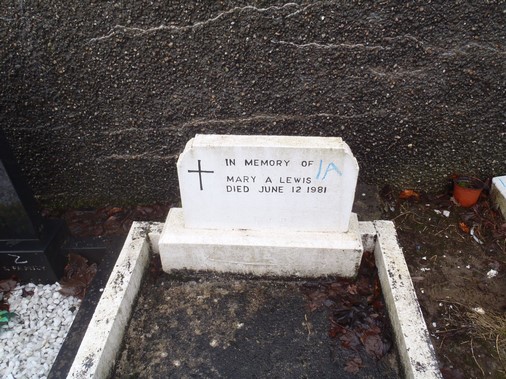 IN MEMORY OF
1A
MARY A LEWIS
DIED JUNE 12 1981